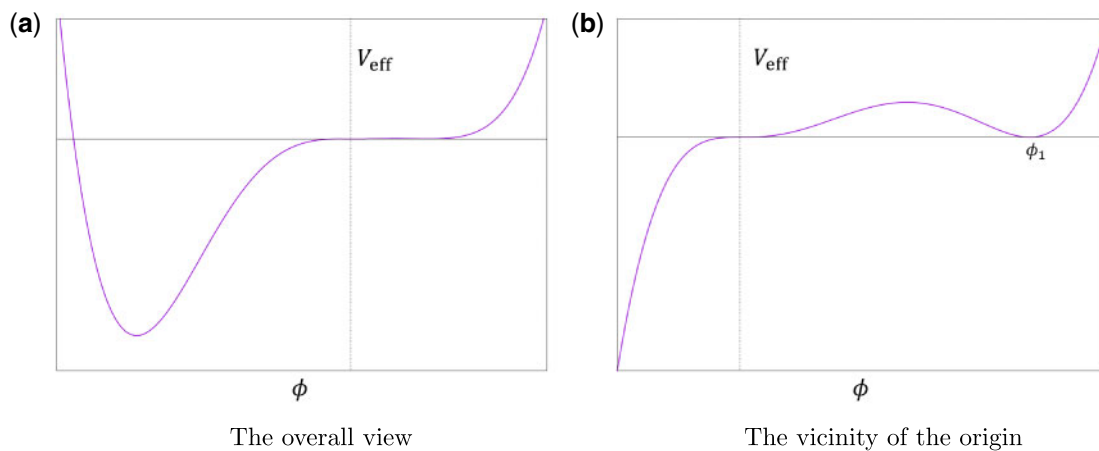 (a)
V_eff
ϕ
The overall view
(b)
V_eff
ϕ₁
ϕ
The vicinity of the origin